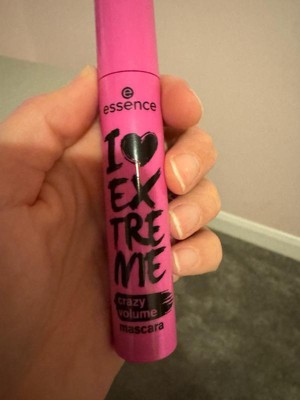 essence
I ♥
EX
TRE
ME
crazy
volume
mascara